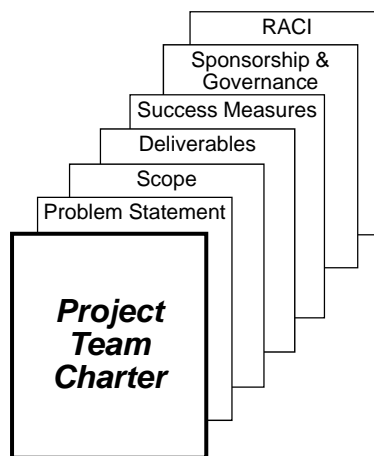 RACI
Sponsorship &
Governance
Success Measures
Deliverables
Scope
Problem Statement
Project
Team
Charter